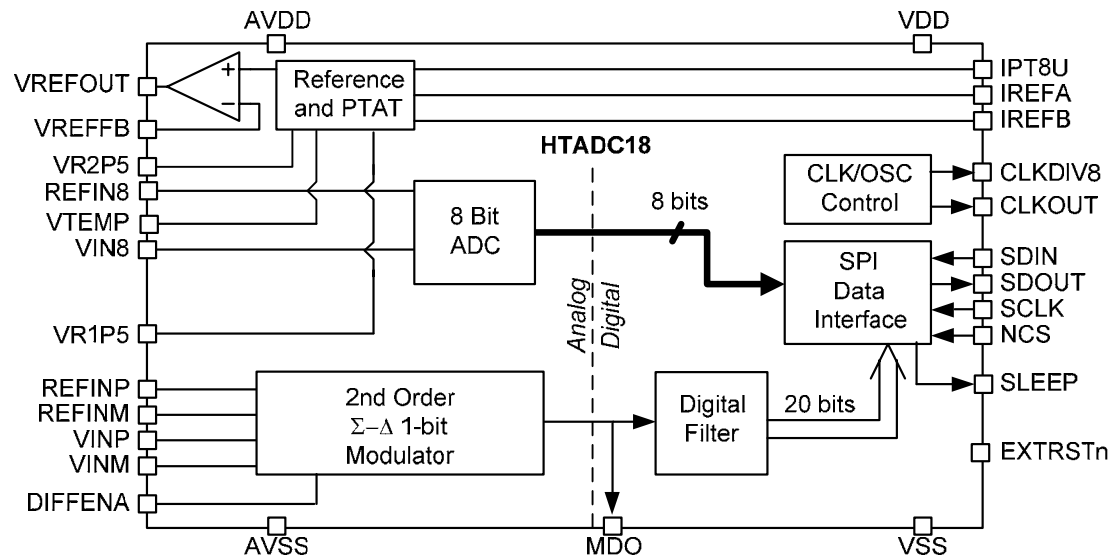 AVDD
VDD
VREFOUT
+
−
VREFFB
Reference
and PTAT
IPT8U
IREFA
IREFB
VR2P5
REFIN8
VTEMP
VIN8
VR1P5
HTADC18
8 Bit
ADC
8 bits
CLK/OSC
Control
CLKDIV8
CLKOUT
SPI
Data
Interface
SDIN
SDOUT
SCLK
NCS
SLEEP
EXTRSTn
Analog
Digital
REFINP
REFINM
VINP
VINM
DIFFENA
2nd Order
Σ−Δ 1-bit
Modulator
Digital
Filter
20 bits
AVSS
MDO
VSS